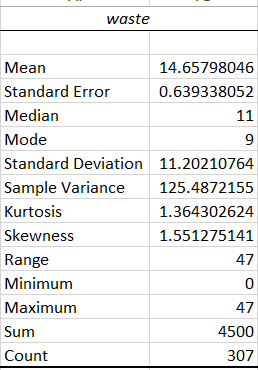 waste
Mean 14.65798046
Standard Error 0.639338052
Median 11
Mode 9
Standard Deviation 11.20210764
Sample Variance 125.4872155
Kurtosis 1.364302624
Skewness 1.551275141
Range 47
Minimum 0
Maximum 47
Sum 4500
Count 307